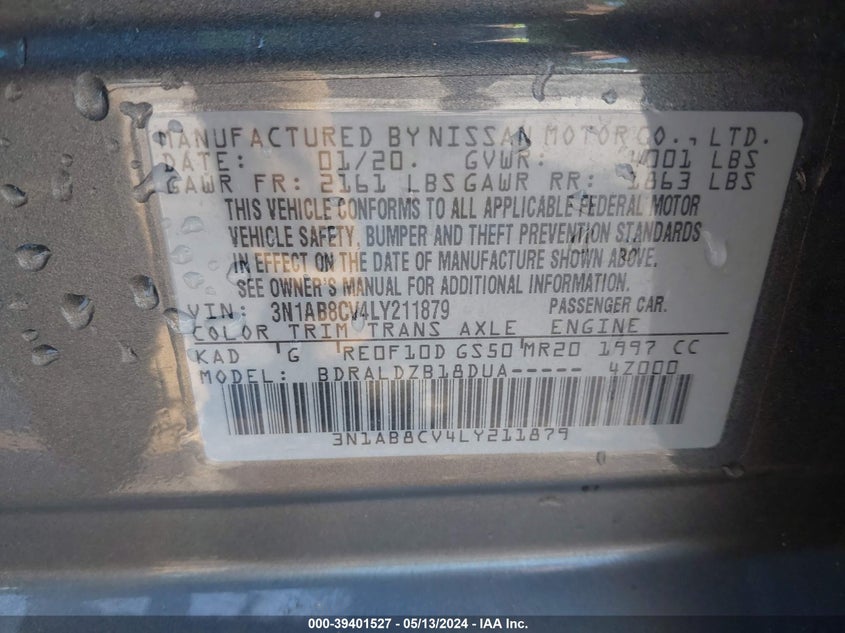 MANUFACTURED BY NISSAN MOTOR CO., LTD.
DATE: 01/20. GVWR: 4001 LBS
GAWR FR: 2161 LBS GAWR RR: 1863 LBS
THIS VEHICLE CONFORMS TO ALL APPLICABLE FEDERAL MOTOR
VEHICLE SAFETY, BUMPER AND THEFT PREVENTION STANDARDS
IN EFFECT ON THE DATE OF MANUFACTURE SHOWN ABOVE.
SEE OWNER'S MANUAL FOR ADDITIONAL INFORMATION.
VIN: 3N1AB8CV4LY211879 PASSENGER CAR.
COLOR TRIM TRANS AXLE ENGINE
KAD G RE0F10D GS50 MR20 1997 CC
MODEL: BDRALDZB18DUA----- 4Z000
3N1AB8CV4LY211879
000-39401527 | 05/13/2024 - IAA Inc.